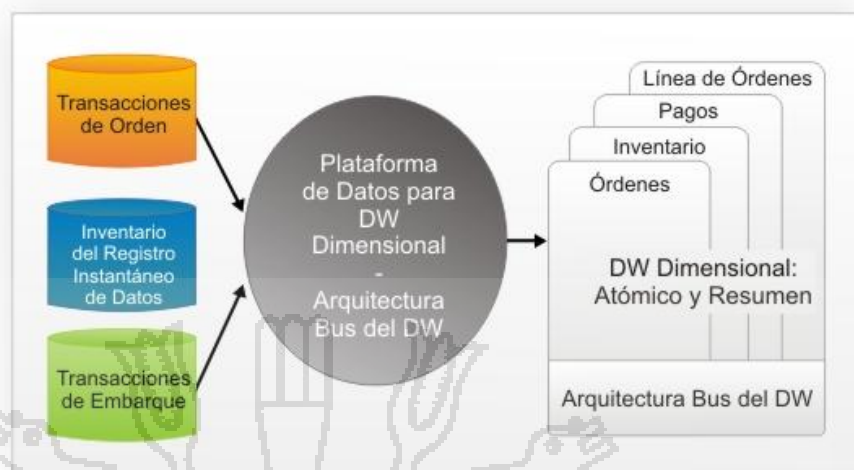 Transacciones
de Orden
Inventario
del Registro
Instantáneo
de Datos
Transacciones
de Embarque
Plataforma
de Datos para
DW
Dimensional
-
Arquitectura
Bus del DW
Línea de Órdenes
Pagos
Inventario
Órdenes
DW Dimensional:
Atómico y Resumen
Arquitectura Bus del DW